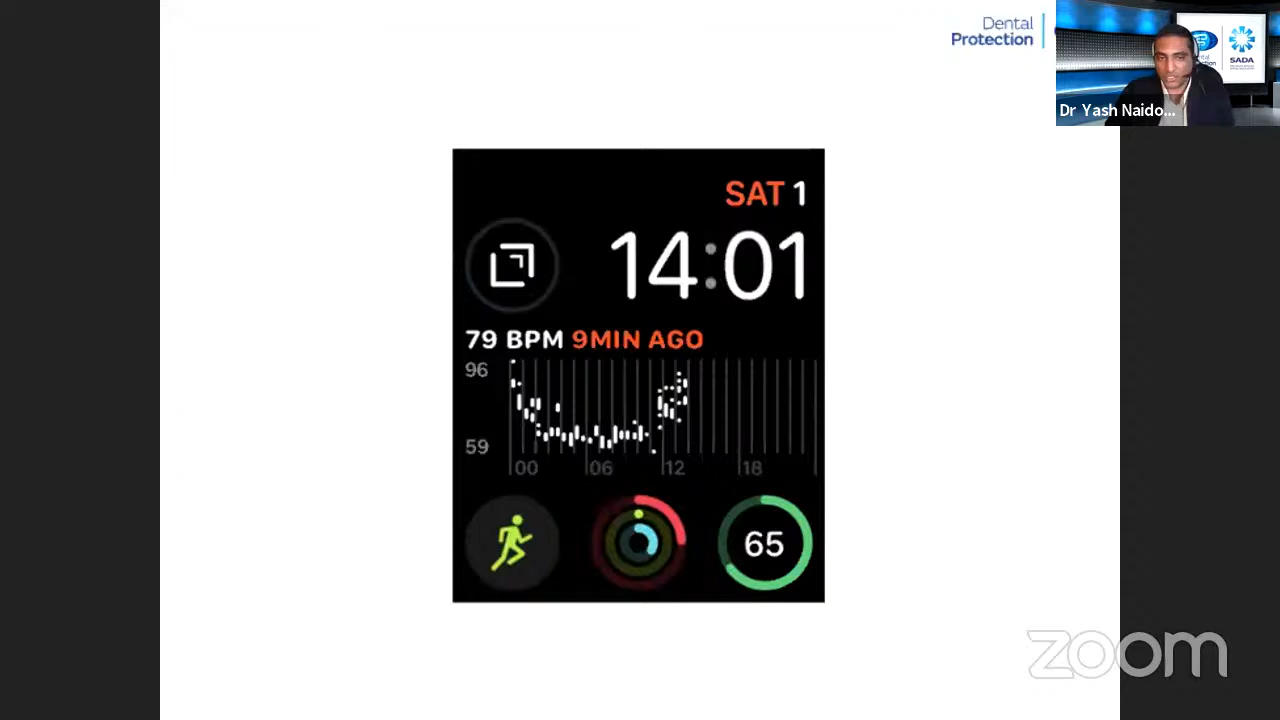 Dental
Protection
SADA
Dr Yash Naido...
SAT 1
14:01
79 BPM 9MIN AGO
96
59
00 06 12 18
65
zoom